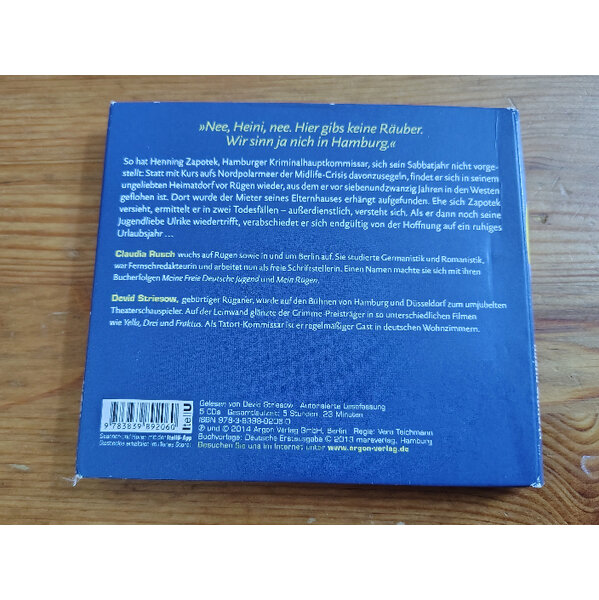 »Nee, Heini, nee. Hier gibs keine Räuber.
Wir sinn ja nich in Hamburg.«
So hat Henning Zapotek, Hamburger Kriminalhauptkommissar, sich sein Sabbatjahr nicht vorge-
stellt: Statt mit Kurs aufs Nordpolarmeer der Midlife-Crisis davonzusegeln, findet er sich in seinem
ungeliebten Heimatdorf vor Rügen wieder, aus dem er vor siebenundzwanzig Jahren in den Westen
geflohen ist. Dort wurde der Mieter seines Elternhauses erhängt aufgefunden. Ehe sich Zapotek
versieht, ermittelt er in zwei Todesfällen – außerdienstlich, versteht sich. Als er dann noch seine
Jugendliebe Ulrike wiedertrifft, verabschiedet er sich endgültig von der Hoffnung auf ein ruhiges
Urlaubsjahr ...
Claudia Rusch wuchs auf Rügen sowie in und um Berlin auf. Sie studierte Germanistik und Romanistik,
war Fernsehredakteurin und arbeitet nun als freie Schriftstellerin. Einen Namen machte sie sich mit ihren
Bucherfolgen Meine Freie Deutsche Jugend und Mein Rügen.
Devid Striesow, gebürtiger Rüganer, wurde auf den Bühnen von Hamburg und Düsseldorf zum umjubelten
Theaterschauspieler. Auf der Leinwand glänzte der Grimme-Preisträger in so unterschiedlichen Filmen
wie Yella, Drei und Fraktus. Als Tatort-Kommissar ist er regelmäßiger Gast in deutschen Wohnzimmern.
Gelesen von Devid Striesow Autorisierte Lesefassung
5 CDs Gesamtlaufzeit: 5 Stunden, 23 Minuten
ISBN 978-3-8398-9206-0
℗ und © 2014 Argon Verlag GmbH, Berlin Regie: Vera Teichmann
Buchvorlage: Deutsche Erstausgabe © 2013 mareverlag, Hamburg
Besuchen Sie uns im Internet unter www.argon-verlag.de
9 783839 892060